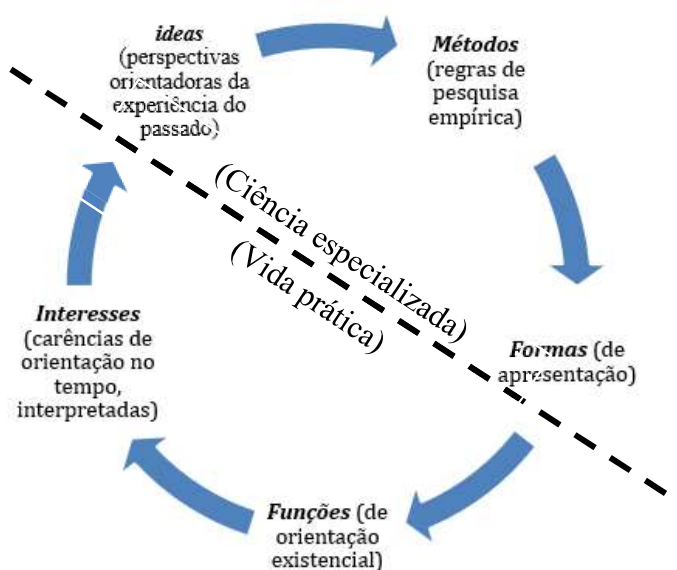 ideas
(perspectivas
orientadoras da
experiência do
passado)
Métodos
(regras de
pesquisa
empírica)
(Ciência especializada)
(Vida prática)
Formas (de
apresentação)
Interesses
(carências de
orientação no
tempo,
interpretadas)
Funções (de
orientação
existencial)